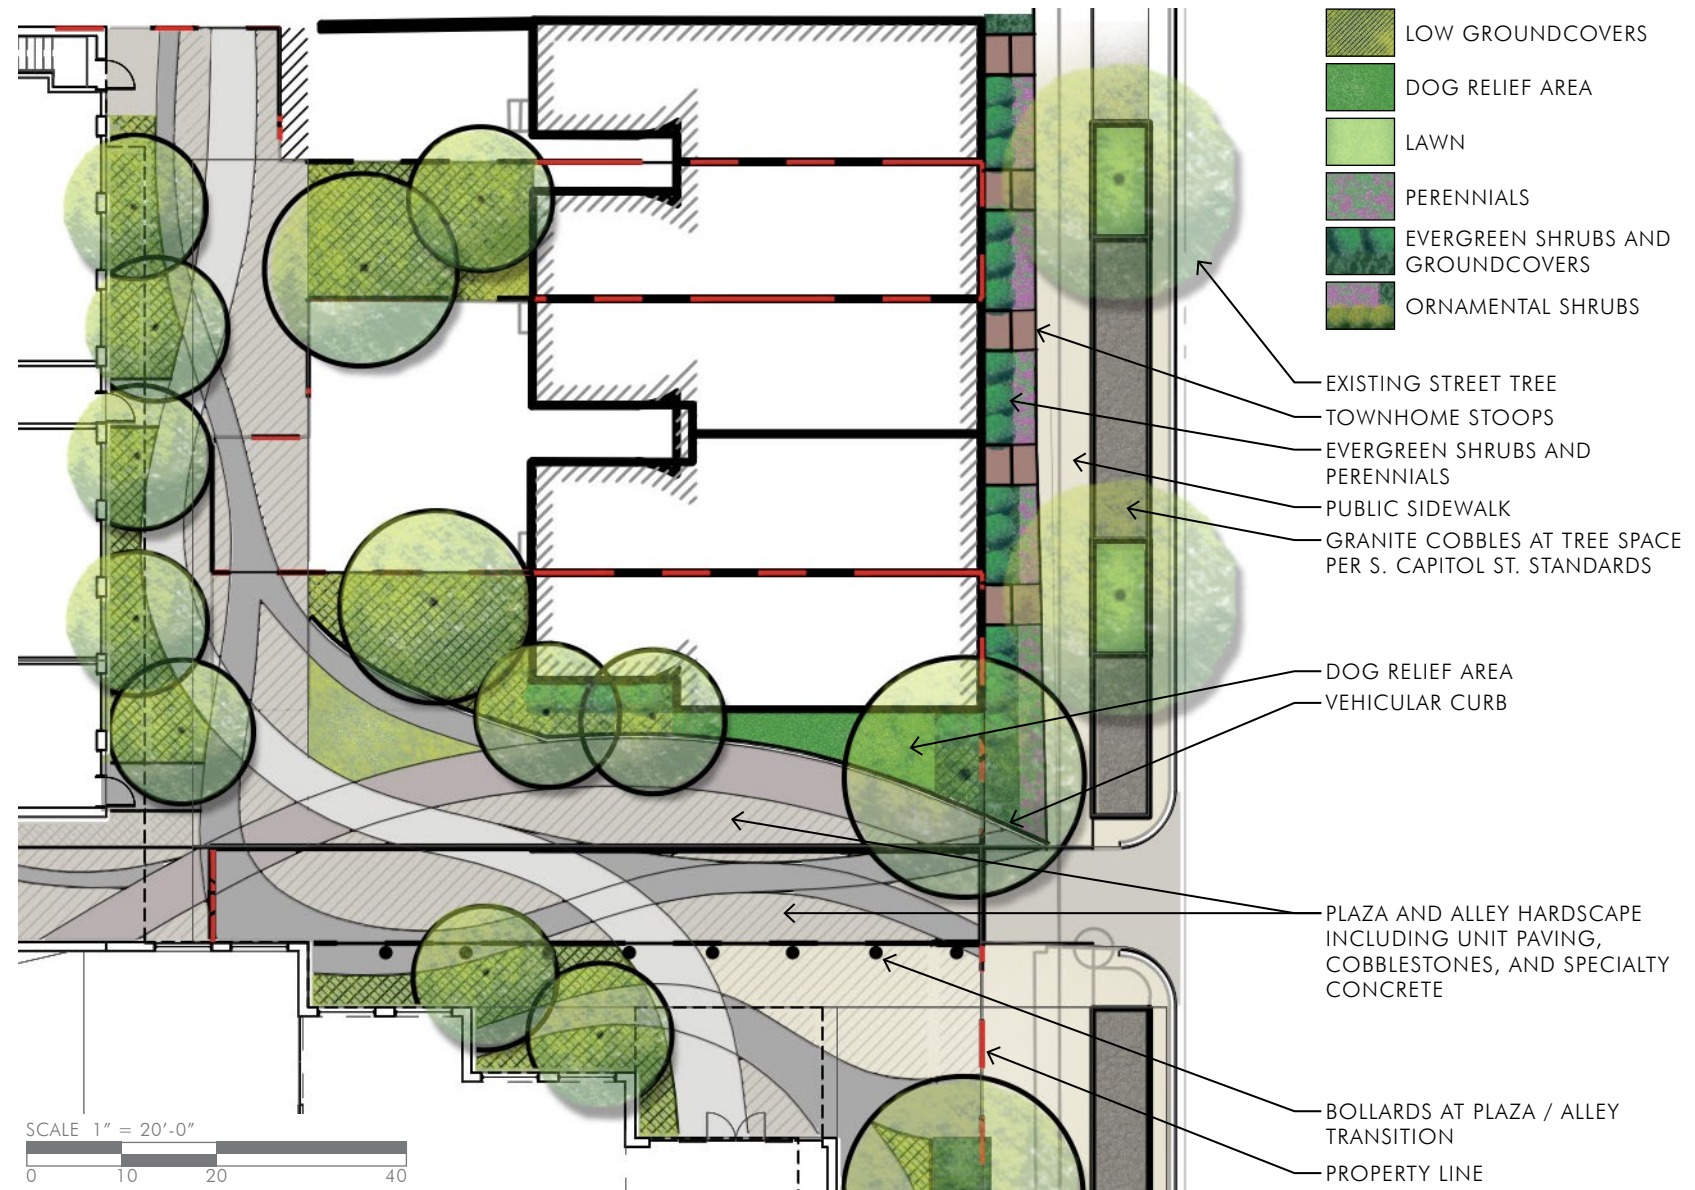 LOW GROUNDCOVERS
DOG RELIEF AREA
LAWN
PERENNIALS
EVERGREEN SHRUBS AND
GROUNDCOVERS
ORNAMENTAL SHRUBS
EXISTING STREET TREE
TOWNHOME STOOPS
EVERGREEN SHRUBS AND
PERENNIALS
PUBLIC SIDEWALK
GRANITE COBBLES AT TREE SPACE
PER S. CAPITOL ST. STANDARDS
DOG RELIEF AREA
VEHICULAR CURB
PLAZA AND ALLEY HARDSCAPE
INCLUDING UNIT PAVING,
COBBLESTONES, AND SPECIALTY
CONCRETE
BOLLARDS AT PLAZA / ALLEY
TRANSITION
PROPERTY LINE
SCALE 1" = 20'-0"
0 10 20 40